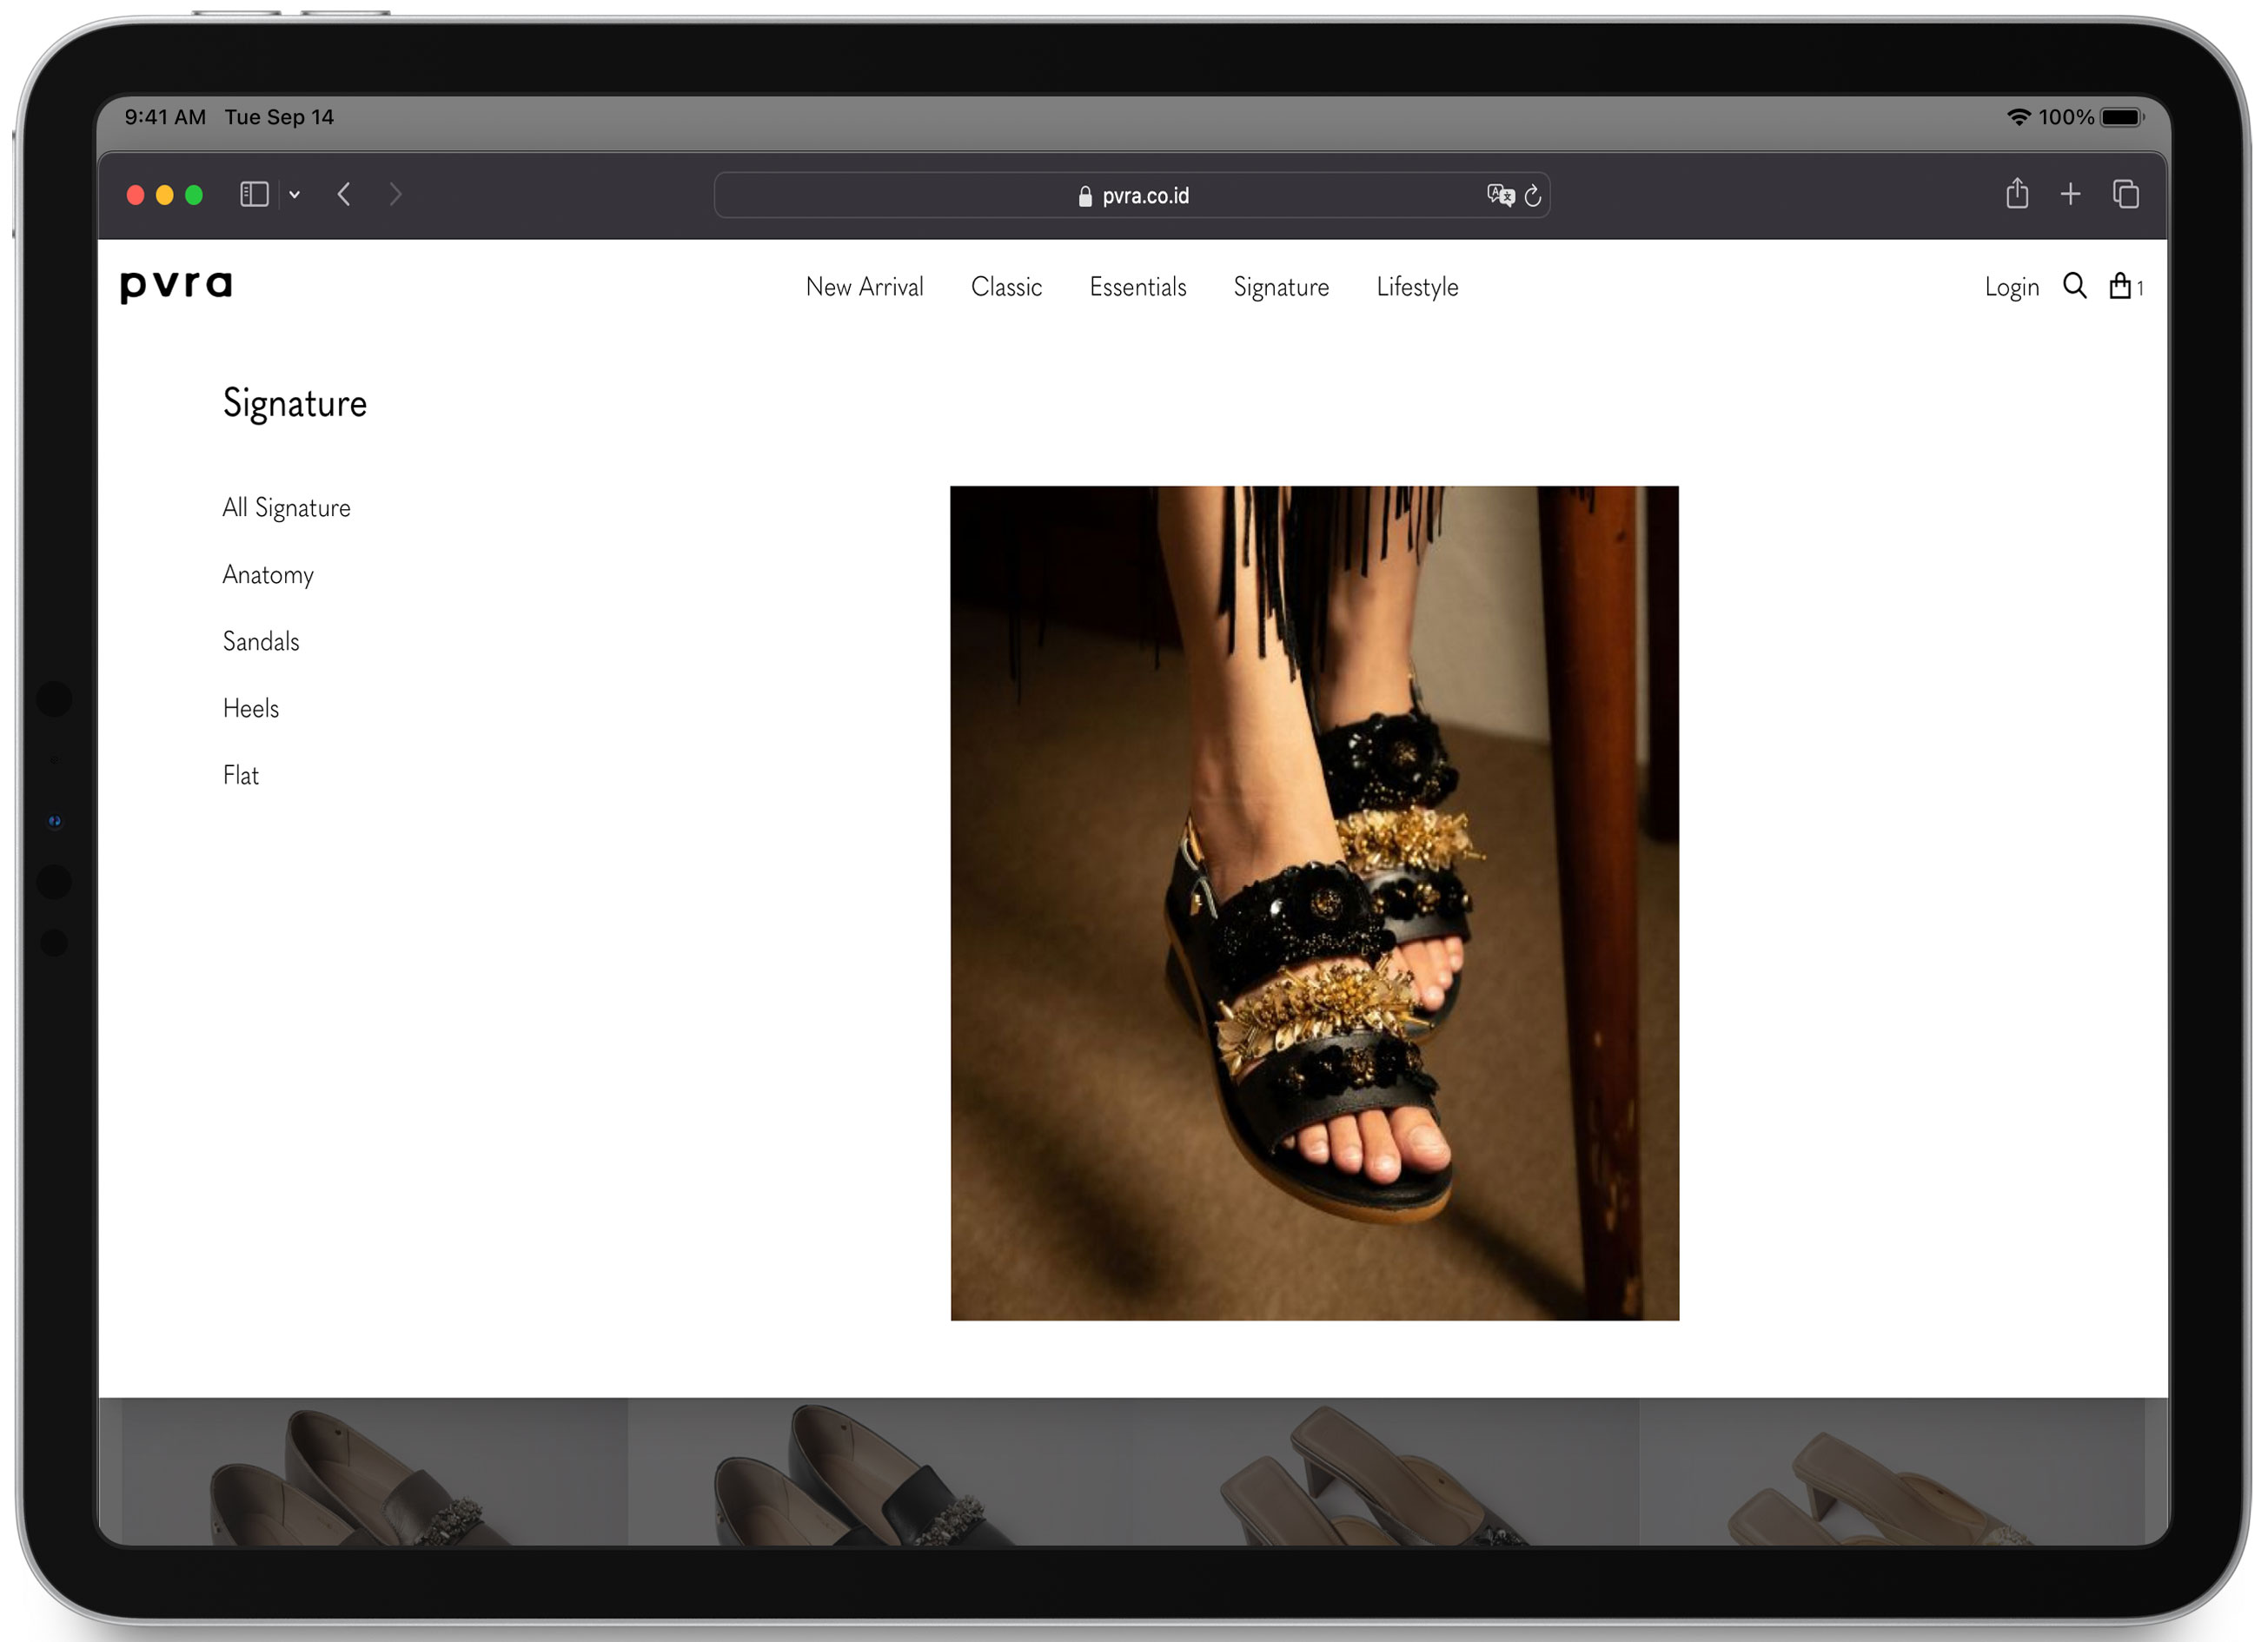 9:41 AM Tue Sep 14
100%
pvra.co.id
pvra
New Arrival Classic Essentials Signature Lifestyle
Login 1
Signature
All Signature
Anatomy
Sandals
Heels
Flat